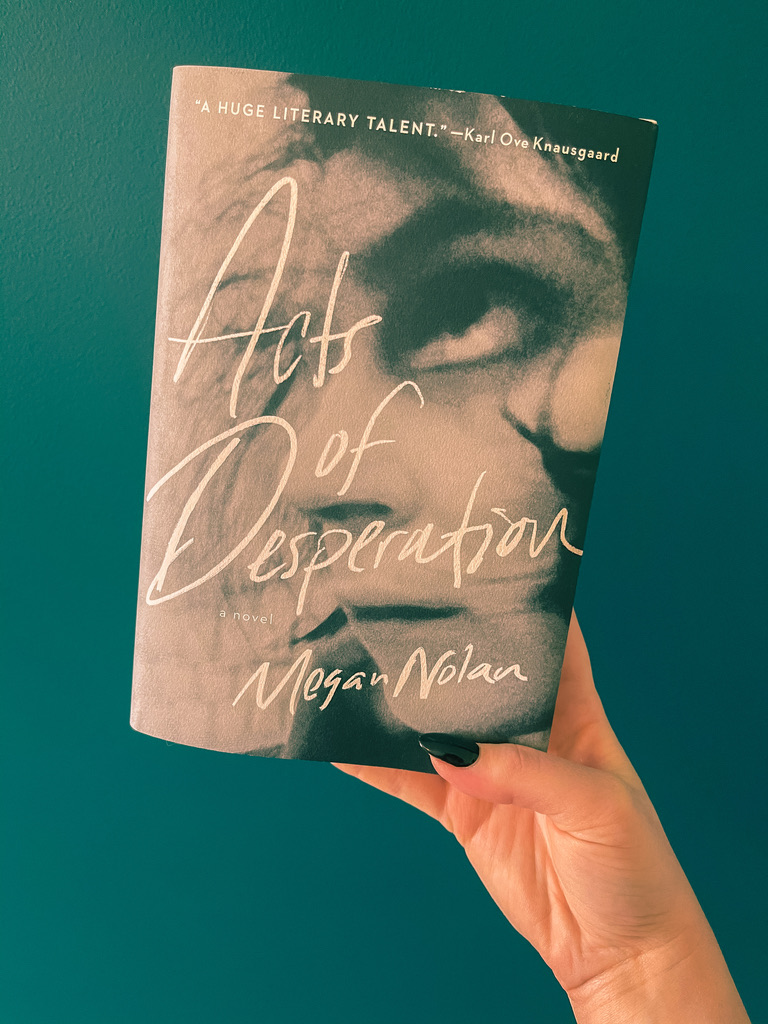 “A HUGE LITERARY TALENT.” —Karl Ove Knausgaard
Acts
of
Desperation
a novel
Megan Nolan